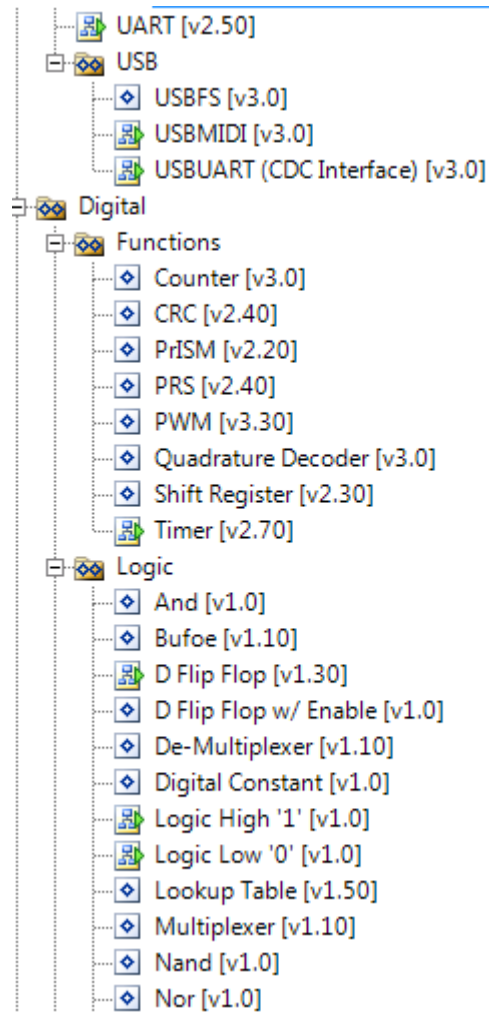 UART [v2.50]
USB
USBFS [v3.0]
USBMIDI [v3.0]
USBUART (CDC Interface) [v3.0]
Digital
Functions
Counter [v3.0]
CRC [v2.40]
PrISM [v2.20]
PRS [v2.40]
PWM [v3.30]
Quadrature Decoder [v3.0]
Shift Register [v2.30]
Timer [v2.70]
Logic
And [v1.0]
Bufoe [v1.10]
D Flip Flop [v1.30]
D Flip Flop w/ Enable [v1.0]
De-Multiplexer [v1.10]
Digital Constant [v1.0]
Logic High '1' [v1.0]
Logic Low '0' [v1.0]
Lookup Table [v1.50]
Multiplexer [v1.10]
Nand [v1.0]
Nor [v1.0]